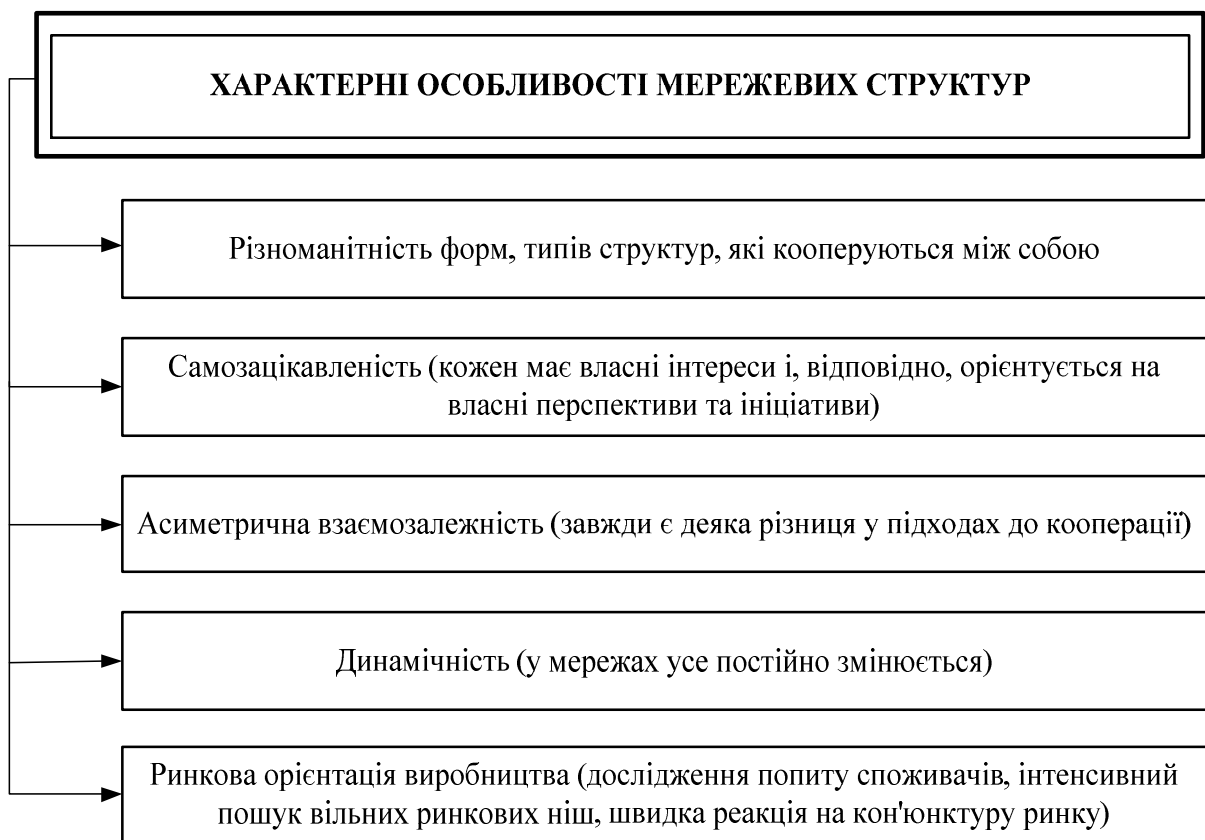 ХАРАКТЕРНІ ОСОБЛИВОСТІ МЕРЕЖЕВИХ СТРУКТУР
Різноманітність форм, типів структур, які кооперуються між собою
Самозацікавленість (кожен має власні інтереси і, відповідно, орієнтується на
власні перспективи та ініціативи)
Асиметрична взаємозалежність (завжди є деяка різниця у підходах до кооперації)
Динамічність (у мережах усе постійно змінюється)
Ринкова орієнтація виробництва (дослідження попиту споживачів, інтенсивний
пошук вільних ринкових ніш, швидка реакція на кон'юнктуру ринку)